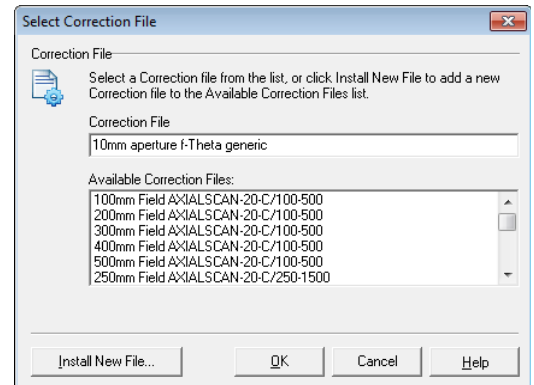 Select Correction File
Correction File
Select a Correction file from the list, or click Install New File to add a new
Correction file to the Available Correction Files list.
Correction File
10mm aperture f-Theta generic
Available Correction Files:
100mm Field AXIALSCAN-20-C/100-500
200mm Field AXIALSCAN-20-C/100-500
300mm Field AXIALSCAN-20-C/100-500
400mm Field AXIALSCAN-20-C/100-500
500mm Field AXIALSCAN-20-C/100-500
250mm Field AXIALSCAN-20-C/250-1500
Install New File... OK Cancel Help